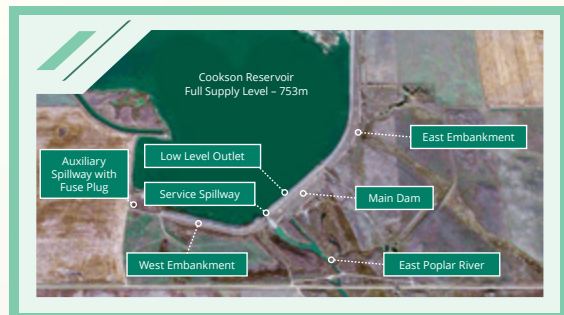 Cookson Reservoir
Full Supply Level – 753m
East Embankment
Auxiliary
Spillway with
Fuse Plug
Low Level Outlet
Service Spillway
Main Dam
West Embankment
East Poplar River